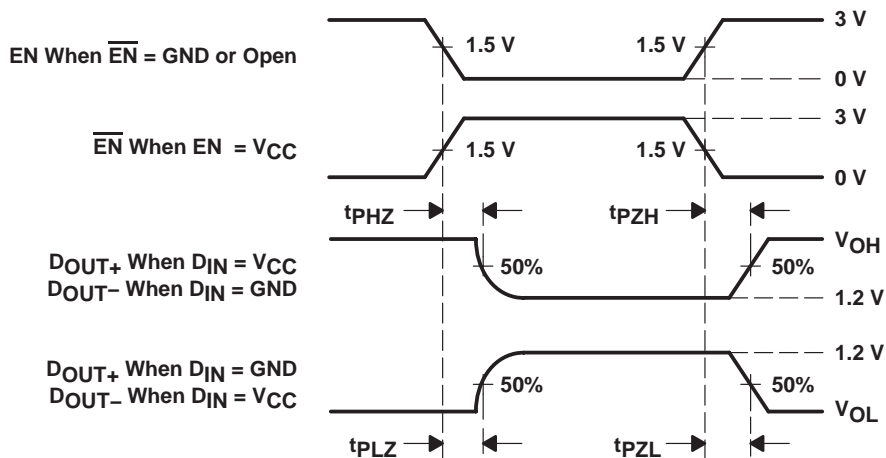 3 V
EN When E̅N̅ = GND or Open
1.5 V
1.5 V
0 V
3 V
E̅N̅ When EN = VCC
1.5 V
1.5 V
0 V
tPHZ
tPZH
VOH
DOUT+ When DIN = VCC
50%
50%
DOUT− When DIN = GND
1.2 V
1.2 V
DOUT+ When DIN = GND
50%
50%
DOUT− When DIN = VCC
VOL
tPLZ
tPZL